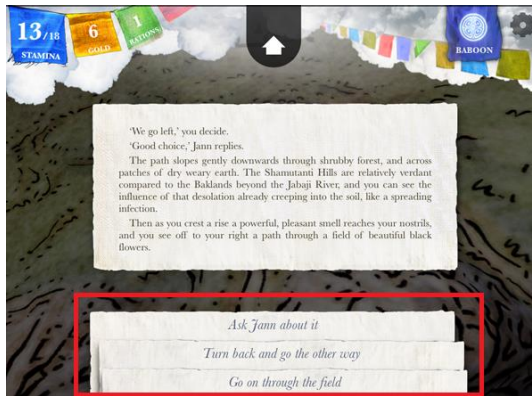 13/18
STAMINA
6
GOLD
1
RATIONS
BABOON
‘We go left,’ you decide.
‘Good choice,’ Jann replies.
The path slopes gently downwards through shrubby forest, and across
patches of dry weary earth. The Shamutanti Hills are relatively verdant
compared to the Baklands beyond the Jabaji River, and you can see the
influence of that desolation already creeping into the soil, like a spreading
infection.
Then as you crest a rise a powerful, pleasant smell reaches your nostrils,
and you see off to your right a path through a field of beautiful black
flowers.
Ask Jann about it
Turn back and go the other way
Go on through the field